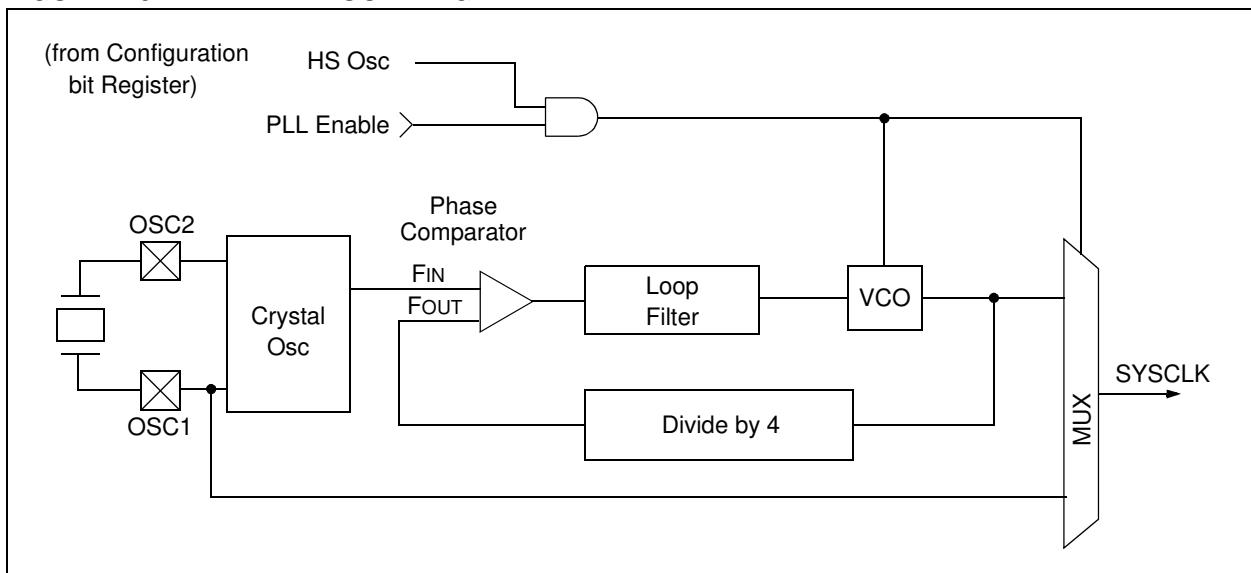 (from Configuration
bit Register)
HS Osc
PLL Enable
Phase
Comparator
OSC2
FIN
FOUT
Crystal
Osc
Loop
Filter
VCO
SYSCLK
MUX
OSC1
Divide by 4